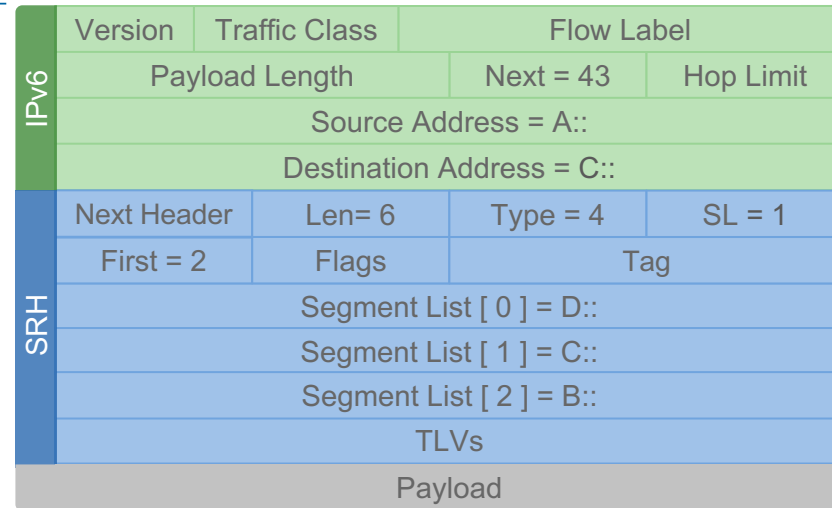 IPv6
Version Traffic Class Flow Label
Payload Length Next = 43 Hop Limit
Source Address = A::
Destination Address = C::
SRH
Next Header Len= 6 Type = 4 SL = 1
First = 2 Flags Tag
Segment List [ 0 ] = D::
Segment List [ 1 ] = C::
Segment List [ 2 ] = B::
TLVs
Payload